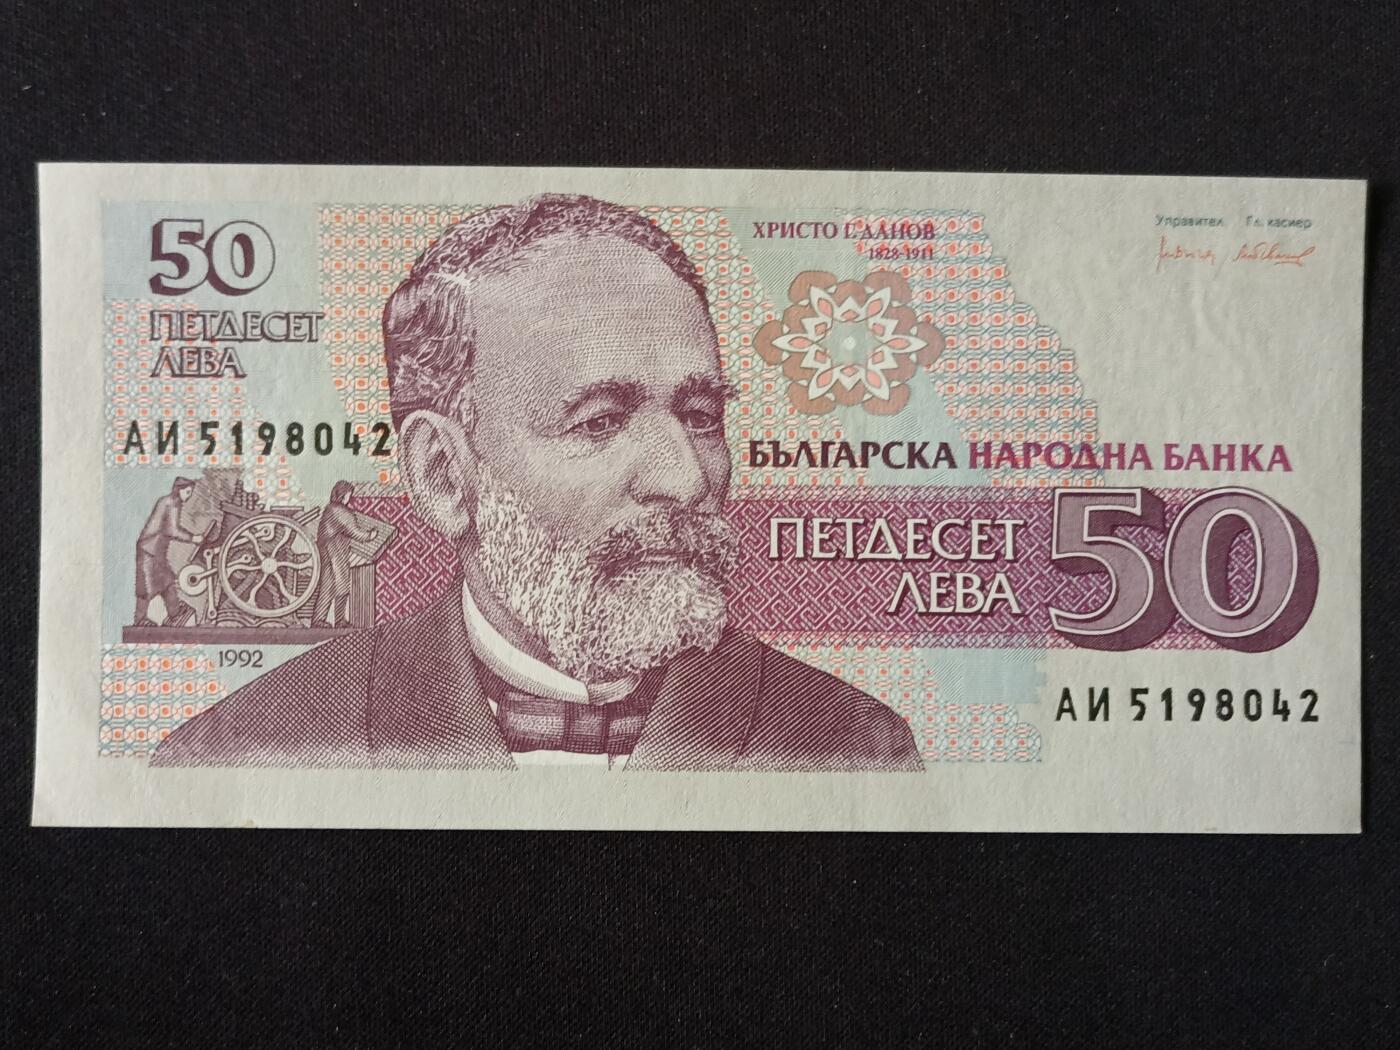 50
ПЕТДЕСЕТ
ЛЕВА
ХРИСТО Г. ДАНОВ
1828-1911
Управител Гл. касиер
АИ 5198042
БЪЛГАРСКА НАРОДНА БАНКА
ПЕТДЕСЕТ
ЛЕВА
50
1992
АИ 5198042